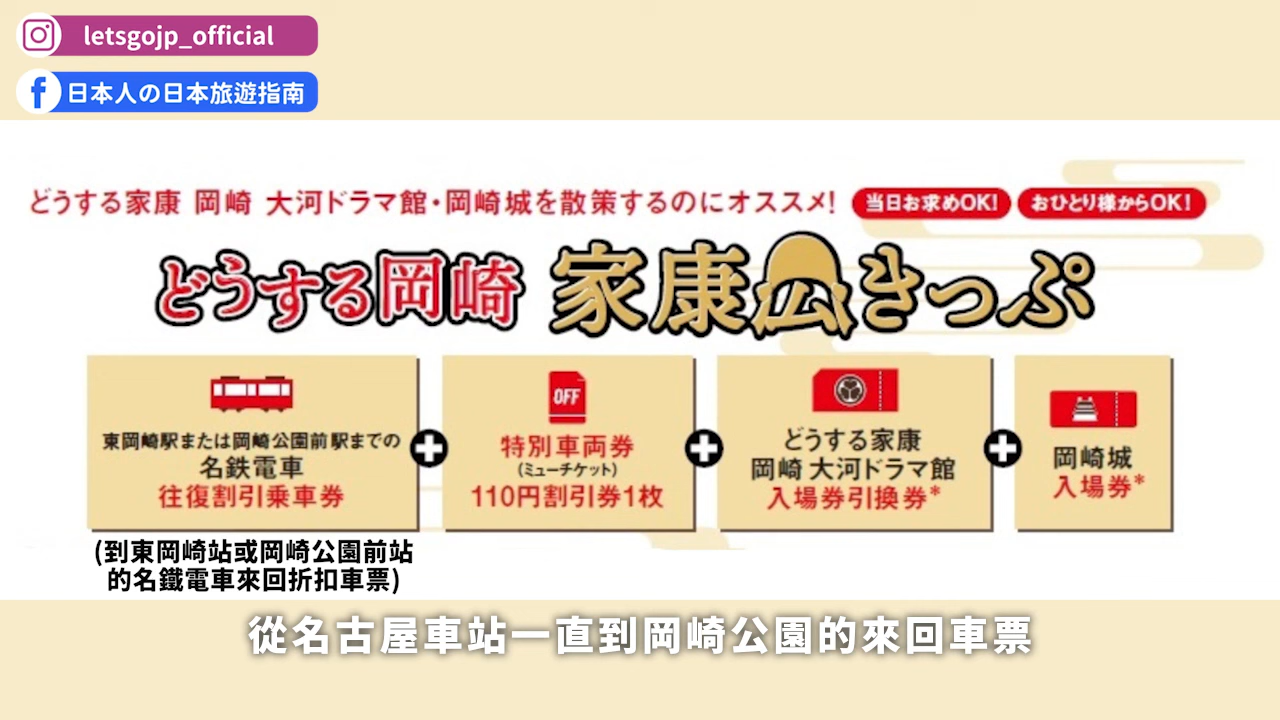 letsgojp_official
日本人の日本旅遊指南
どうする家康 岡崎 大河ドラマ館・岡崎城を散策するのにオススメ! 当日お求めOK! おひとり様からOK!
どうする岡崎 家康広きっぷ
東岡崎駅または岡崎公園前駅までの
名鉄電車
往復割引乗車券
OFF
特別車両券
(ミューチケット)
110円割引券1枚
どうする家康
岡崎 大河ドラマ館
入場券引換券*
岡崎城
入場券*
(到東岡崎站或岡崎公園前站
的名鐵電車來回折扣車票)
從名古屋車站一直到岡崎公園的來回車票